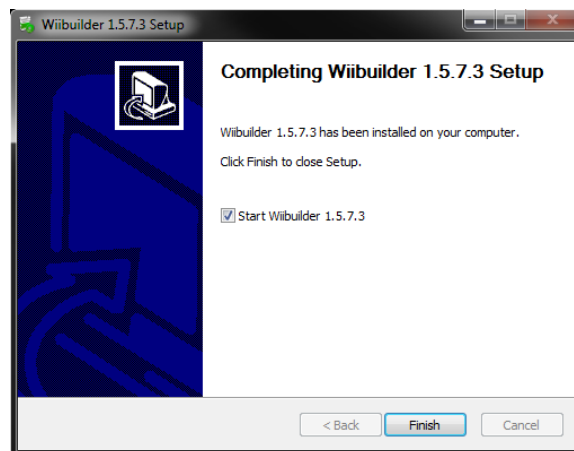 Wiibuilder 1.5.7.3 Setup
Completing Wiibuilder 1.5.7.3 Setup
Wiibuilder 1.5.7.3 has been installed on your computer.
Click Finish to close Setup.
Start Wiibuilder 1.5.7.3
< Back Finish Cancel